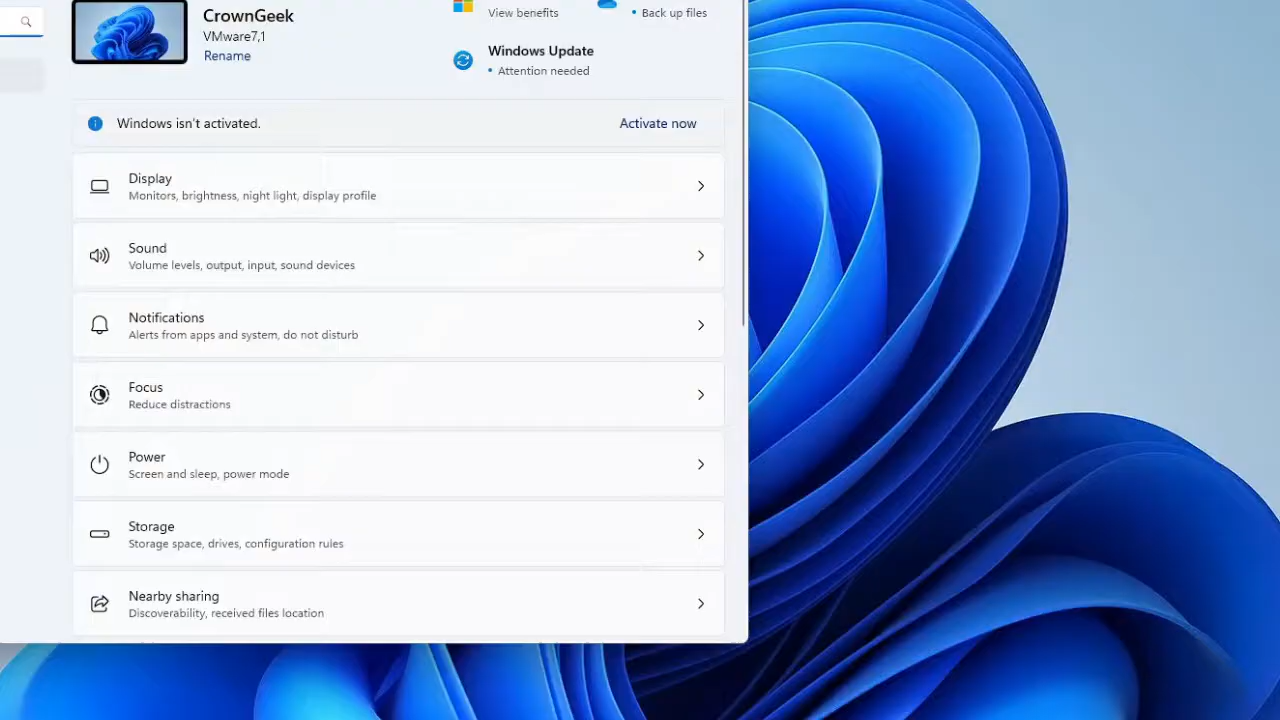 CrownGeek
VMware7,1
Rename
View benefits
• Back up files
Windows Update
• Attention needed
Windows isn't activated.
Activate now
Display
Monitors, brightness, night light, display profile
Sound
Volume levels, output, input, sound devices
Notifications
Alerts from apps and system, do not disturb
Focus
Reduce distractions
Power
Screen and sleep, power mode
Storage
Storage space, drives, configuration rules
Nearby sharing
Discoverability, received files location